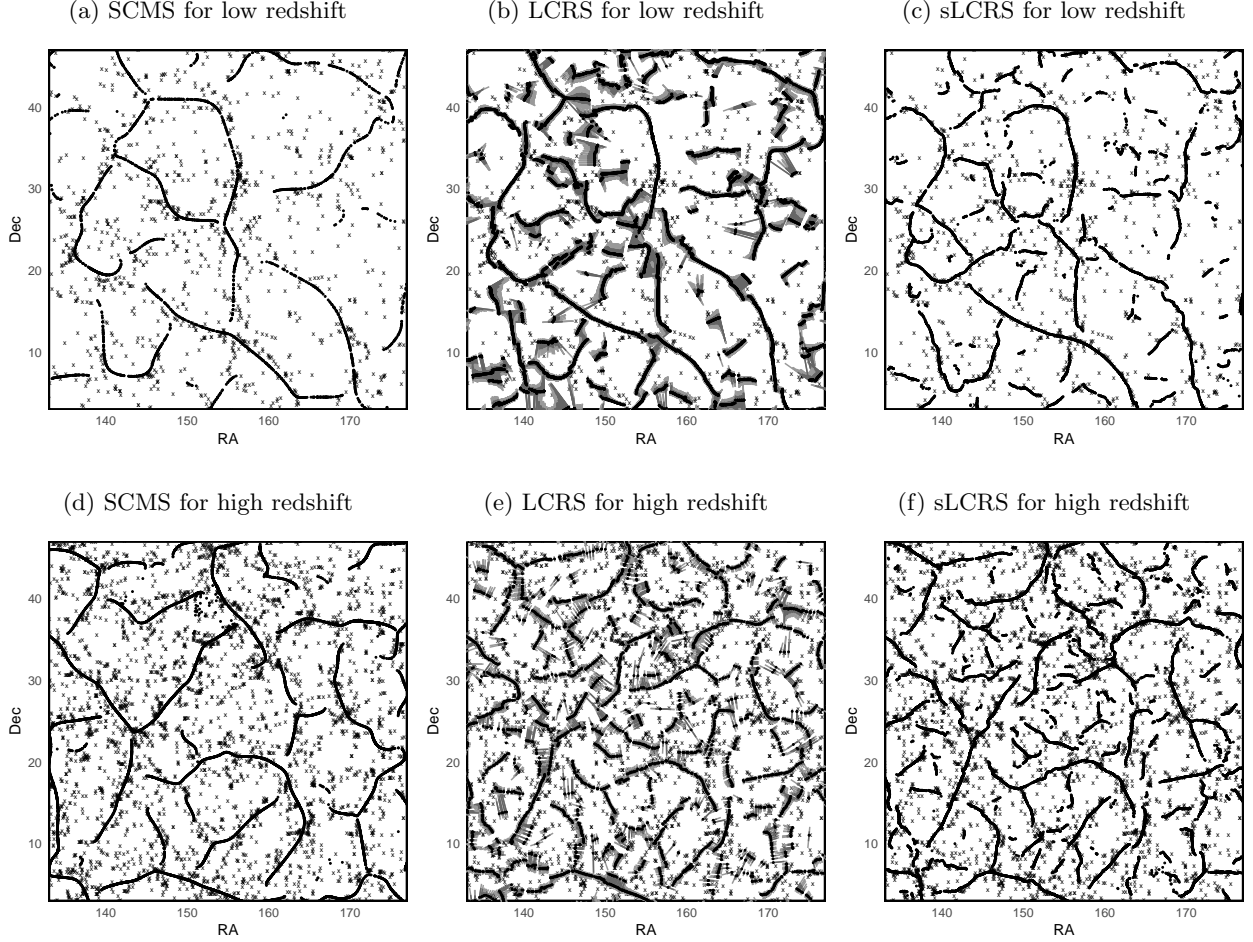 (a) SCMS for low redshift
(b) LCRS for low redshift
(c) sLCRS for low redshift
40
30
20
10
Dec
140 150 160 170
RA
40
30
20
10
Dec
140 150 160 170
RA
40
30
20
10
Dec
140 150 160 170
RA
(d) SCMS for high redshift
(e) LCRS for high redshift
(f) sLCRS for high redshift
40
30
20
10
Dec
140 150 160 170
RA
40
30
20
10
Dec
140 150 160 170
RA
40
30
20
10
Dec
140 150 160 170
RA